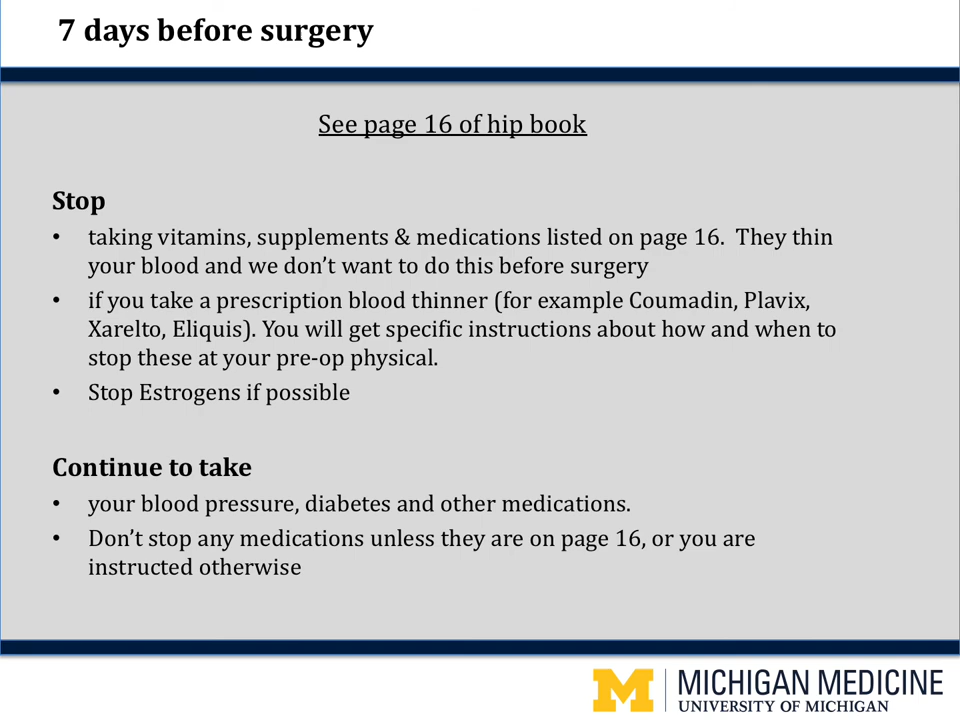 7 days before surgery
See page 16 of hip book
Stop
• taking vitamins, supplements & medications listed on page 16.  They thin
your blood and we don’t want to do this before surgery
• if you take a prescription blood thinner (for example Coumadin, Plavix,
Xarelto, Eliquis). You will get specific instructions about how and when to
stop these at your pre-op physical.
• Stop Estrogens if possible
Continue to take
• your blood pressure, diabetes and other medications.
• Don’t stop any medications unless they are on page 16, or you are
instructed otherwise
M
MICHIGAN MEDICINE
UNIVERSITY OF MICHIGAN